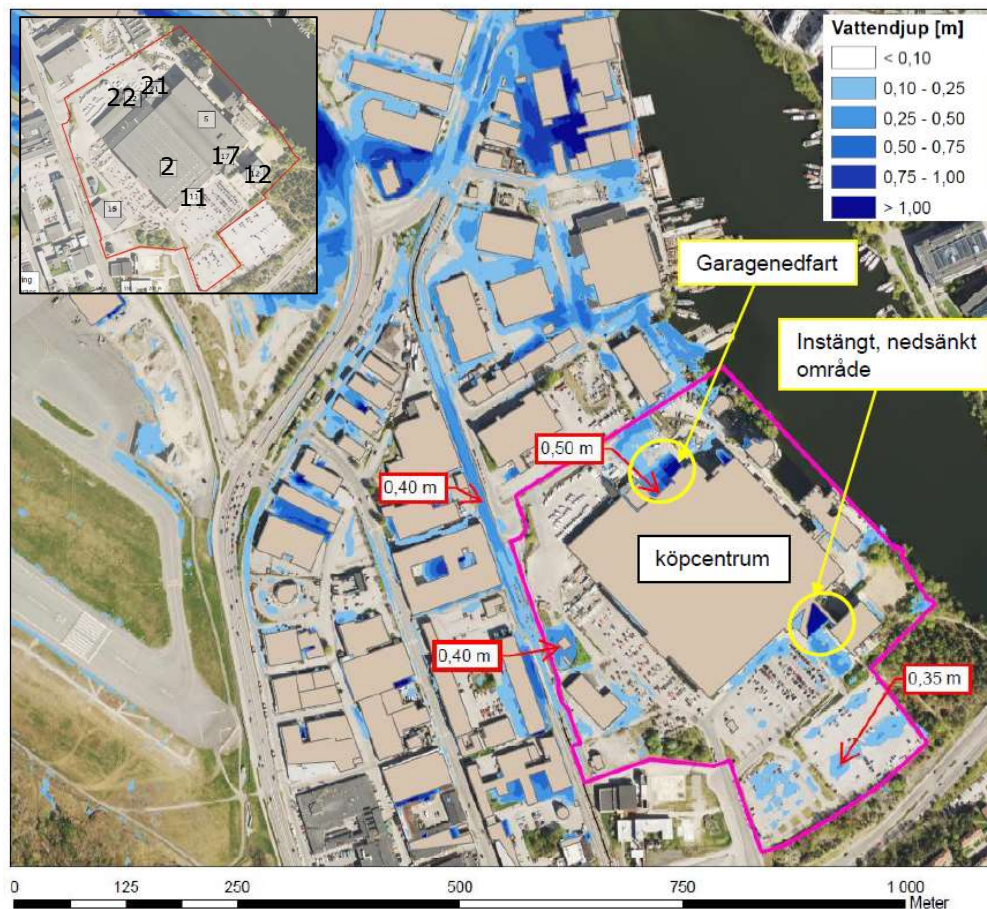 Vattendjup [m]
< 0,10
0,10 - 0,25
0,25 - 0,50
0,50 - 0,75
0,75 - 1,00
> 1,00
22
21
5
2
17
12
11
16
ing
Garagenedfart
Instängt, nedsänkt
område
0,50 m
0,40 m
köpcentrum
0,40 m
0,35 m
0 125 250 500 750 1 000
Meter